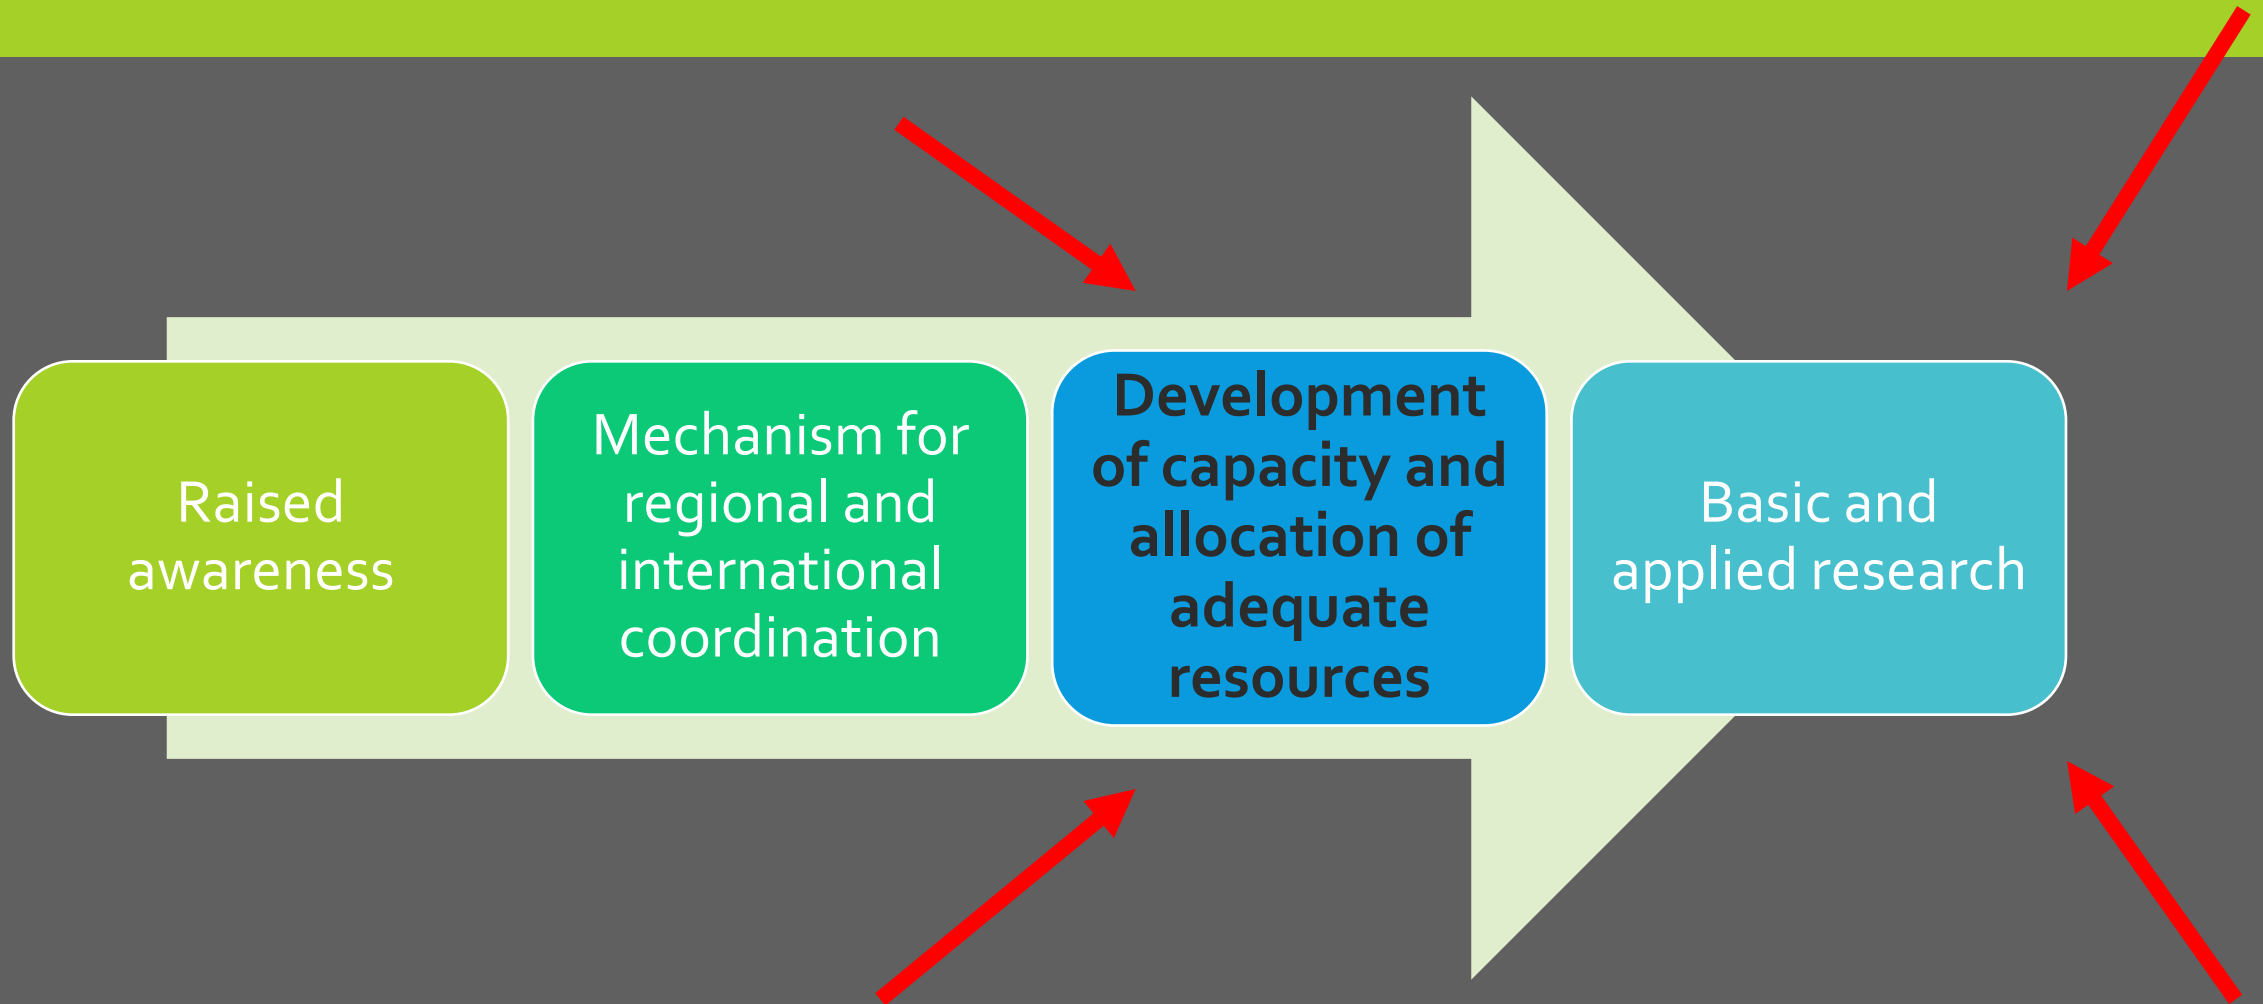 Raised
awareness
Mechanism for
regional and
international
coordination
Development
of capacity and
allocation of
adequate
resources
Basic and
applied research